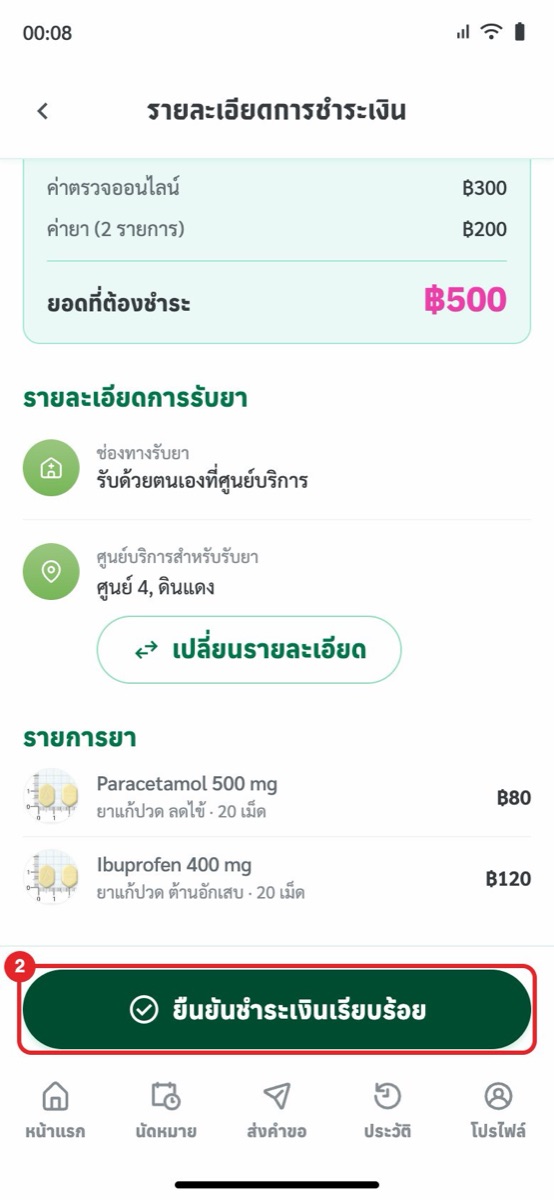 00:08
รายละเอียดการชำระเงิน
ค่าตรวจออนไลน์ ฿300
ค่ายา (2 รายการ) ฿200
ยอดที่ต้องชำระ ฿500
รายละเอียดการรับยา
ช่องทางรับยา
รับด้วยตนเองที่ศูนย์บริการ
ศูนย์บริการสำหรับรับยา
ศูนย์ 4, ดินแดง
เปลี่ยนรายละเอียด
รายการยา
Paracetamol 500 mg
ยาแก้ปวด ลดไข้ · 20 เม็ด
฿80
Ibuprofen 400 mg
ยาแก้ปวด ต้านอักเสบ · 20 เม็ด
฿120
2
ยืนยันชำระเงินเรียบร้อย
หน้าแรก นัดหมาย ส่งคำขอ ประวัติ โปรไฟล์